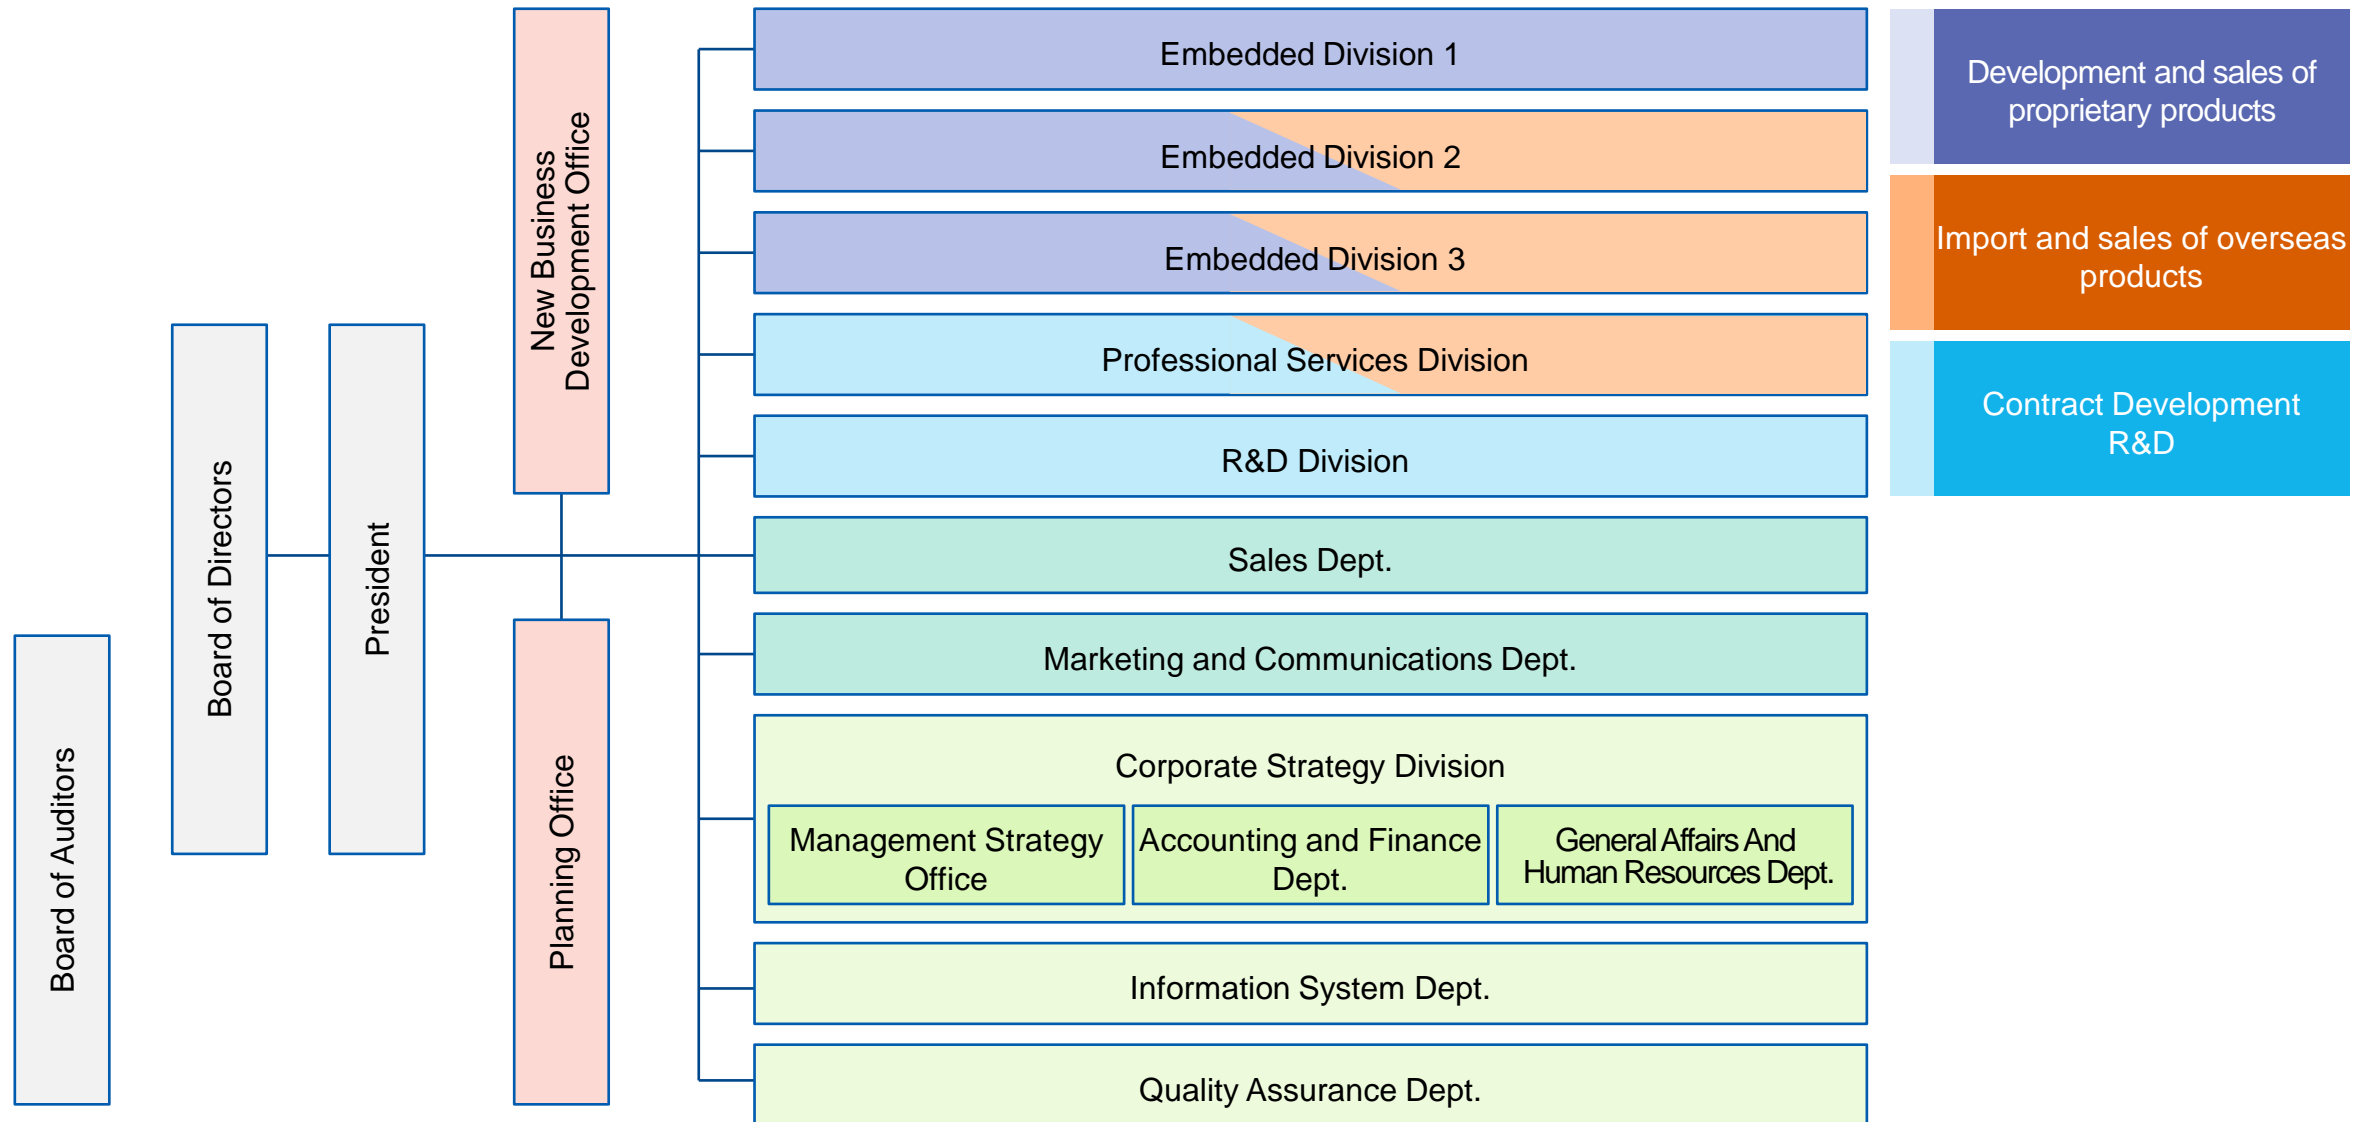 Board of Auditors
Board of Directors
President
New Business
Development Office
Planning Office
Embedded Division 1
Embedded Division 2
Embedded Division 3
Professional Services Division
R&D Division
Sales Dept.
Marketing and Communications Dept.
Corporate Strategy Division
Management Strategy
Office
Accounting and Finance
Dept.
General Affairs And
Human Resources Dept.
Information System Dept.
Quality Assurance Dept.
Development and sales of
proprietary products
Import and sales of overseas
products
Contract Development
R&D